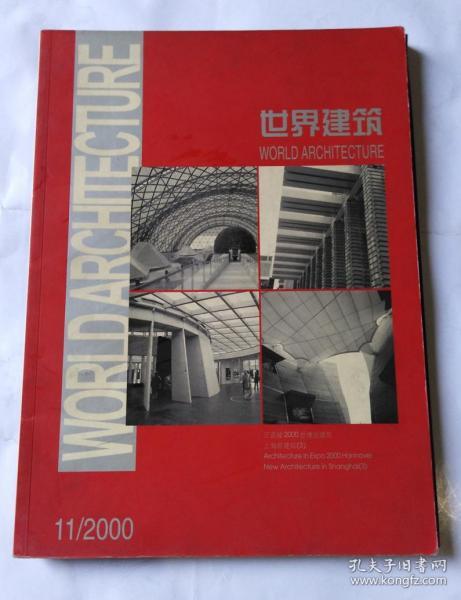 WORLD ARCHITECTURE
世界建筑
WORLD ARCHITECTURE
汉诺威2000世博会建筑
上海新建筑(3)
Architecture in Expo 2000 Hannover
New Architecture in Shanghai(3)
11/2000
孔夫子旧书网
www.kongfz.com